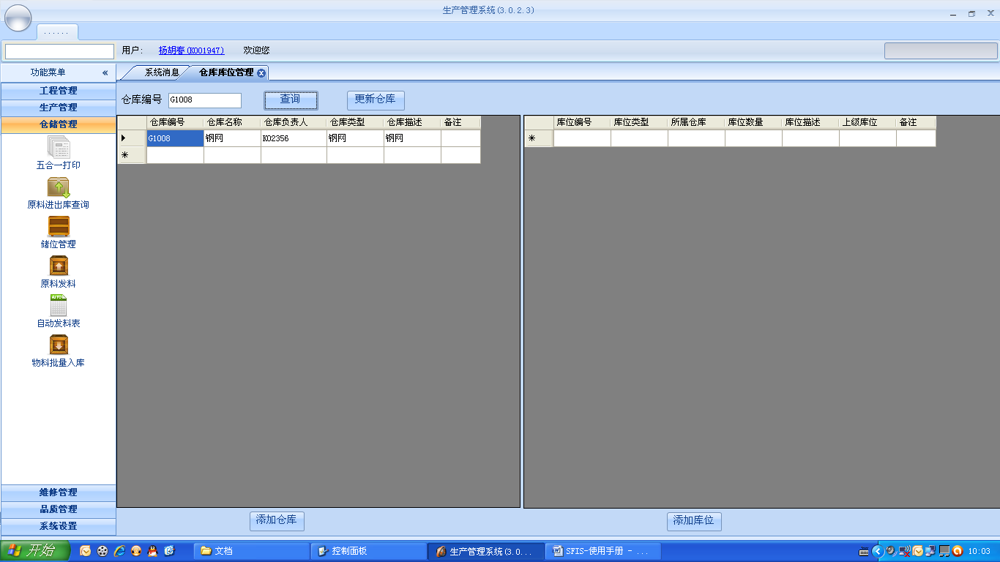 生产管理系统(3.0.2.3)
......
用户: 杨胡春(K001947) 欢迎您
功能菜单 «
工程管理
生产管理
仓储管理
五合一打印
原料进出库查询
储位管理
原料发料
AUTO
自动发料表
物料批量入库
维修管理
品质管理
系统设置
系统消息 仓库库位管理
仓库编号 G1008 查询 更新仓库
仓库编号 仓库名称 仓库负责人 仓库类型 仓库描述 备注
G1008 钢网 K02356 钢网 钢网
库位编号 库位类型 所属仓库 库位数量 库位描述 上级库位 备注
添加仓库 添加库位
开始 文档 控制面板 生产管理系统(3.0... SFIS-使用手册 - ... 10:03